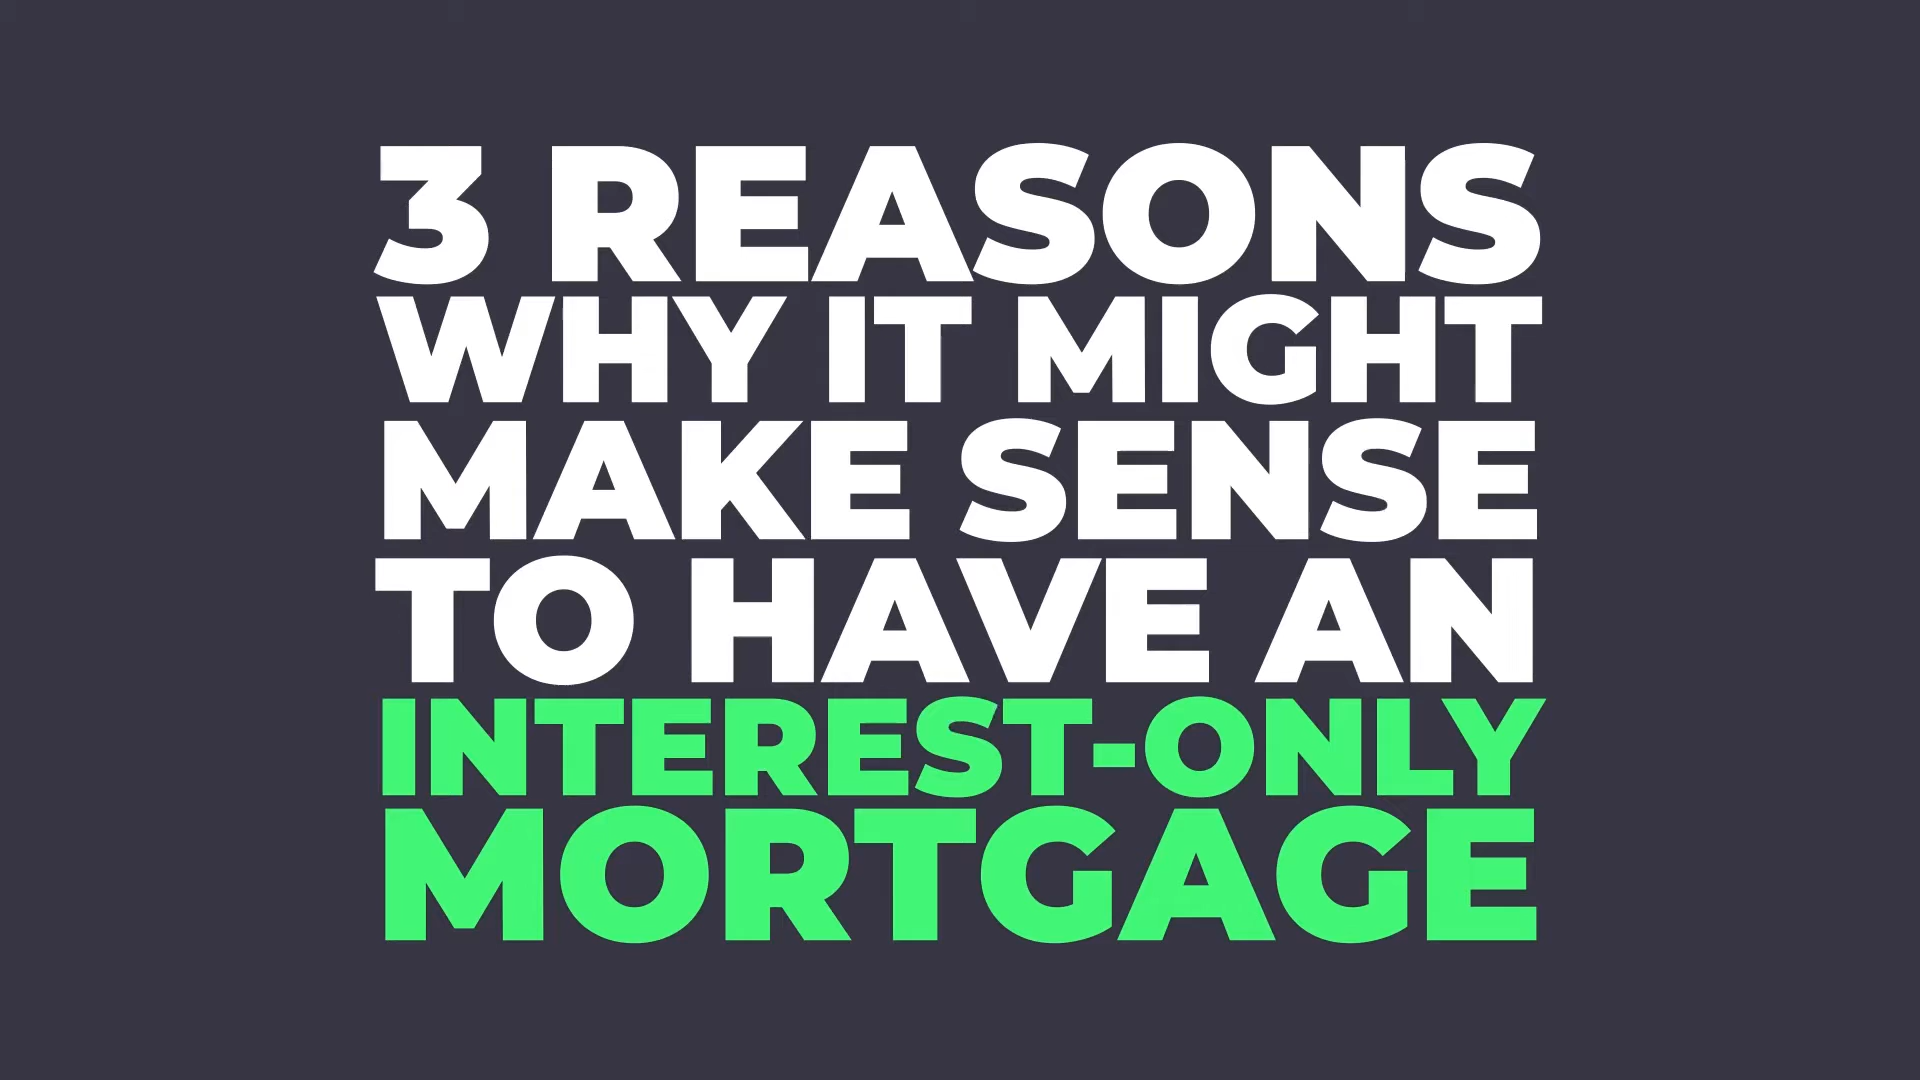 3 REASONS
WHY IT MIGHT
MAKE SENSE
TO HAVE AN
INTEREST-ONLY
MORTGAGE